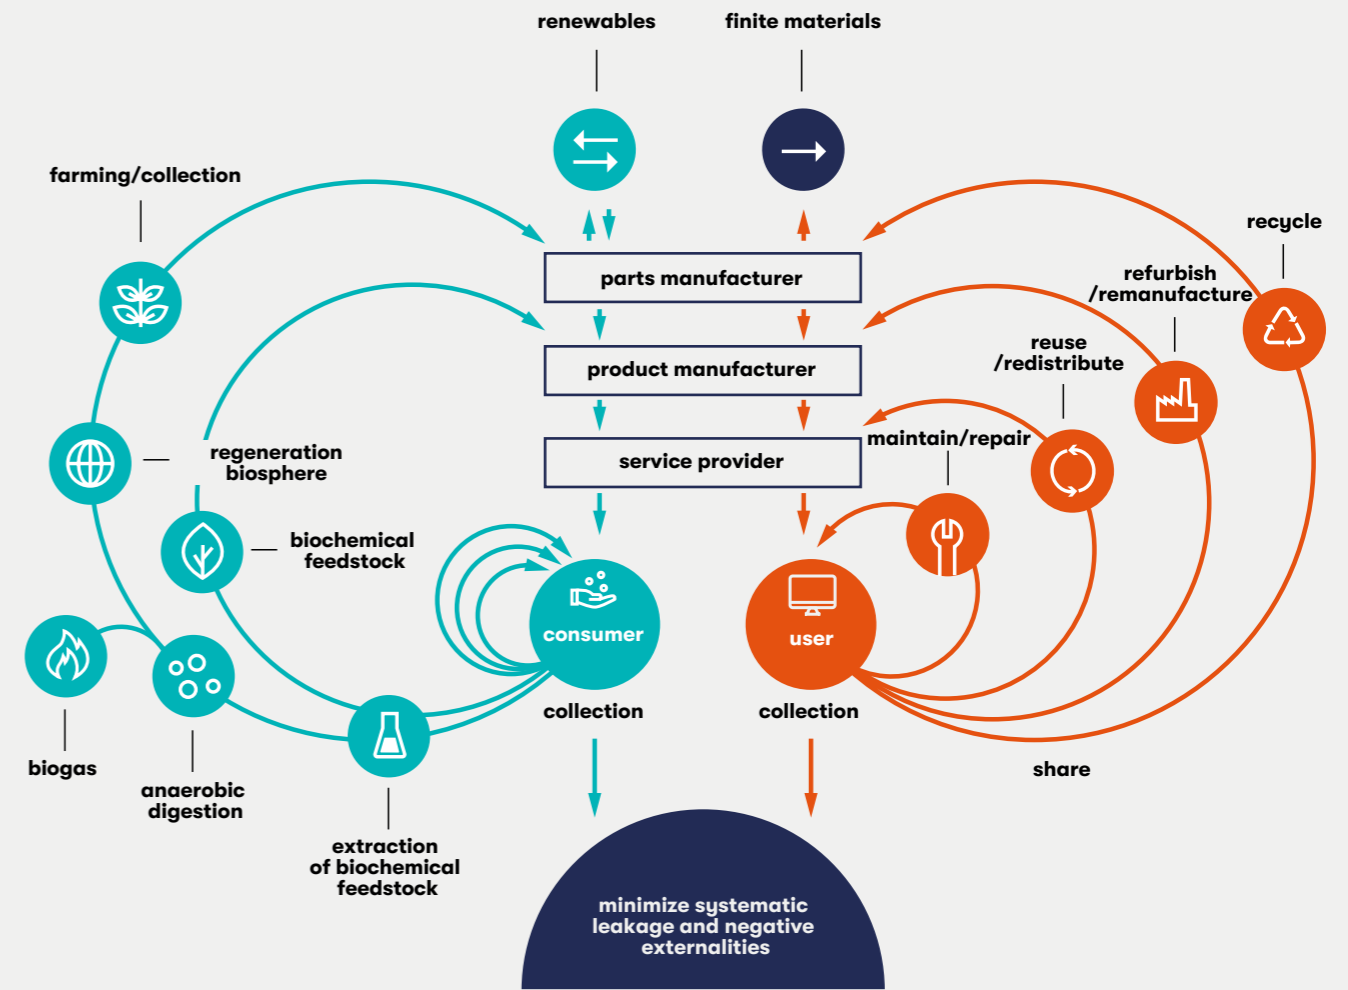 renewables
finite materials
farming/collection
recycle
refurbish
/remanufacture
parts manufacturer
reuse
/redistribute
product manufacturer
maintain/repair
regeneration
biosphere
service provider
biochemical
feedstock
consumer
user
collection
collection
biogas
share
anaerobic
digestion
extraction
of biochemical
feedstock
minimize systematic
leakage and negative
externalities